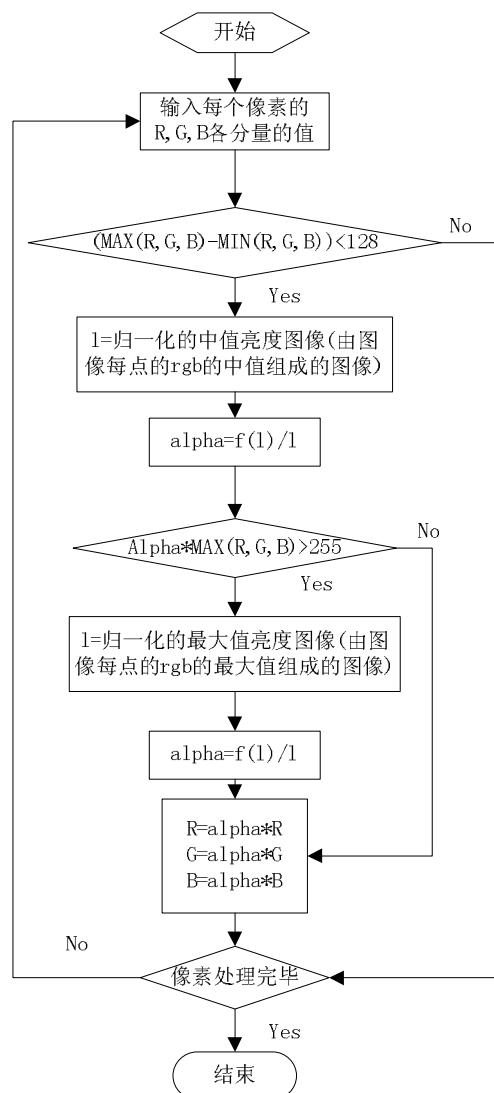 开始
输入每个像素的
R,G,B各分量的值
(MAX(R,G,B)-MIN(R,G,B))<128
No
Yes
l=归一化的中值亮度图像(由图
像每点的rgb的中值组成的图像)
alpha=f(l)/l
Alpha*MAX(R,G,B)>255
No
Yes
l=归一化的最大值亮度图像(由图
像每点的rgb的最大值组成的图像)
alpha=f(l)/l
R=alpha*R
G=alpha*G
B=alpha*B
No
像素处理完毕
Yes
结束